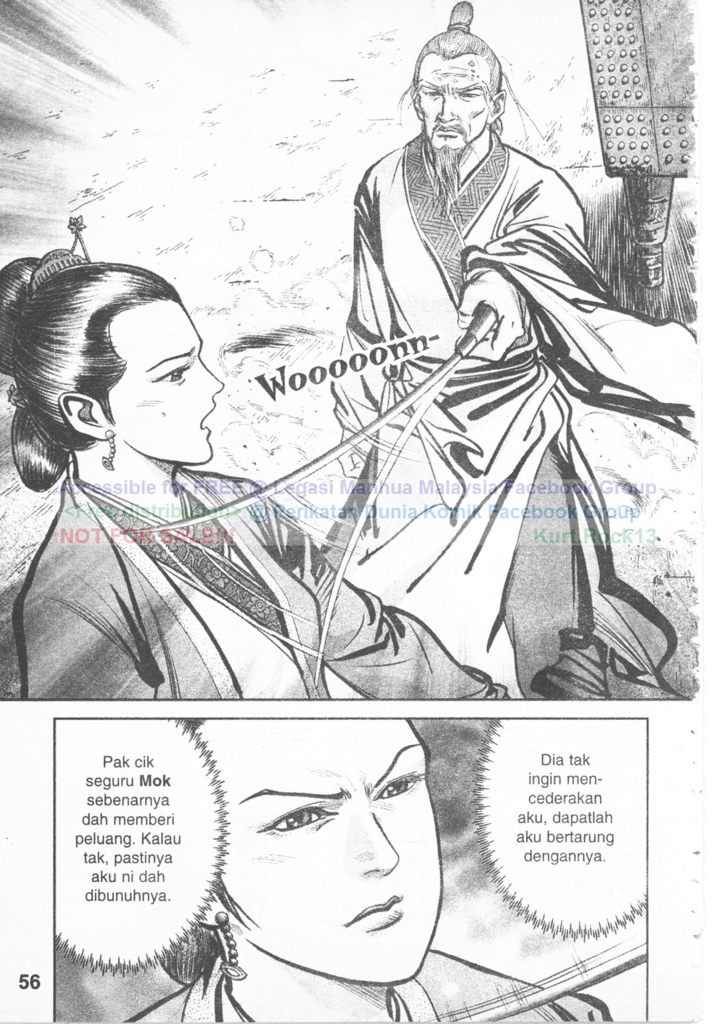 Wooooonn-
Accessible for FREE @ Legasi Manhua Malaysia Facebook Group
<Free distribution> @ Perikatan Dunia Komik Facebook Group
NOT FOR SALE!!!
Kurt.Rock13
Pak cik
seguru Mok
sebenarnya
dah memberi
peluang. Kalau
tak, pastinya
aku ni dah
dibunuhnya.
Dia tak
ingin men-
cederakan
aku, dapatlah
aku bertarung
dengannya.
56